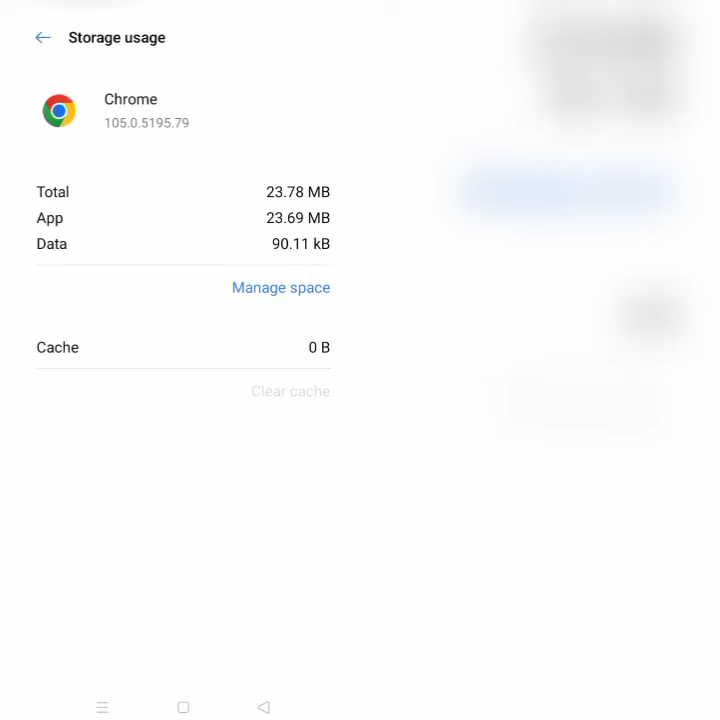 Storage usage
Chrome
105.0.5195.79
Total 23.78 MB
App 23.69 MB
Data 90.11 kB
Manage space
Cache 0 B
Clear cache